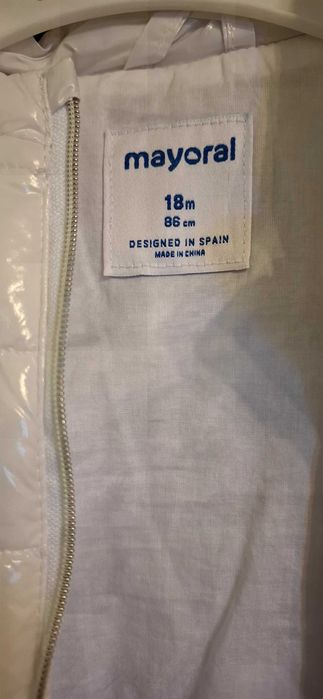 mayoral
18m
86 cm
DESIGNED IN SPAIN
MADE IN CHINA